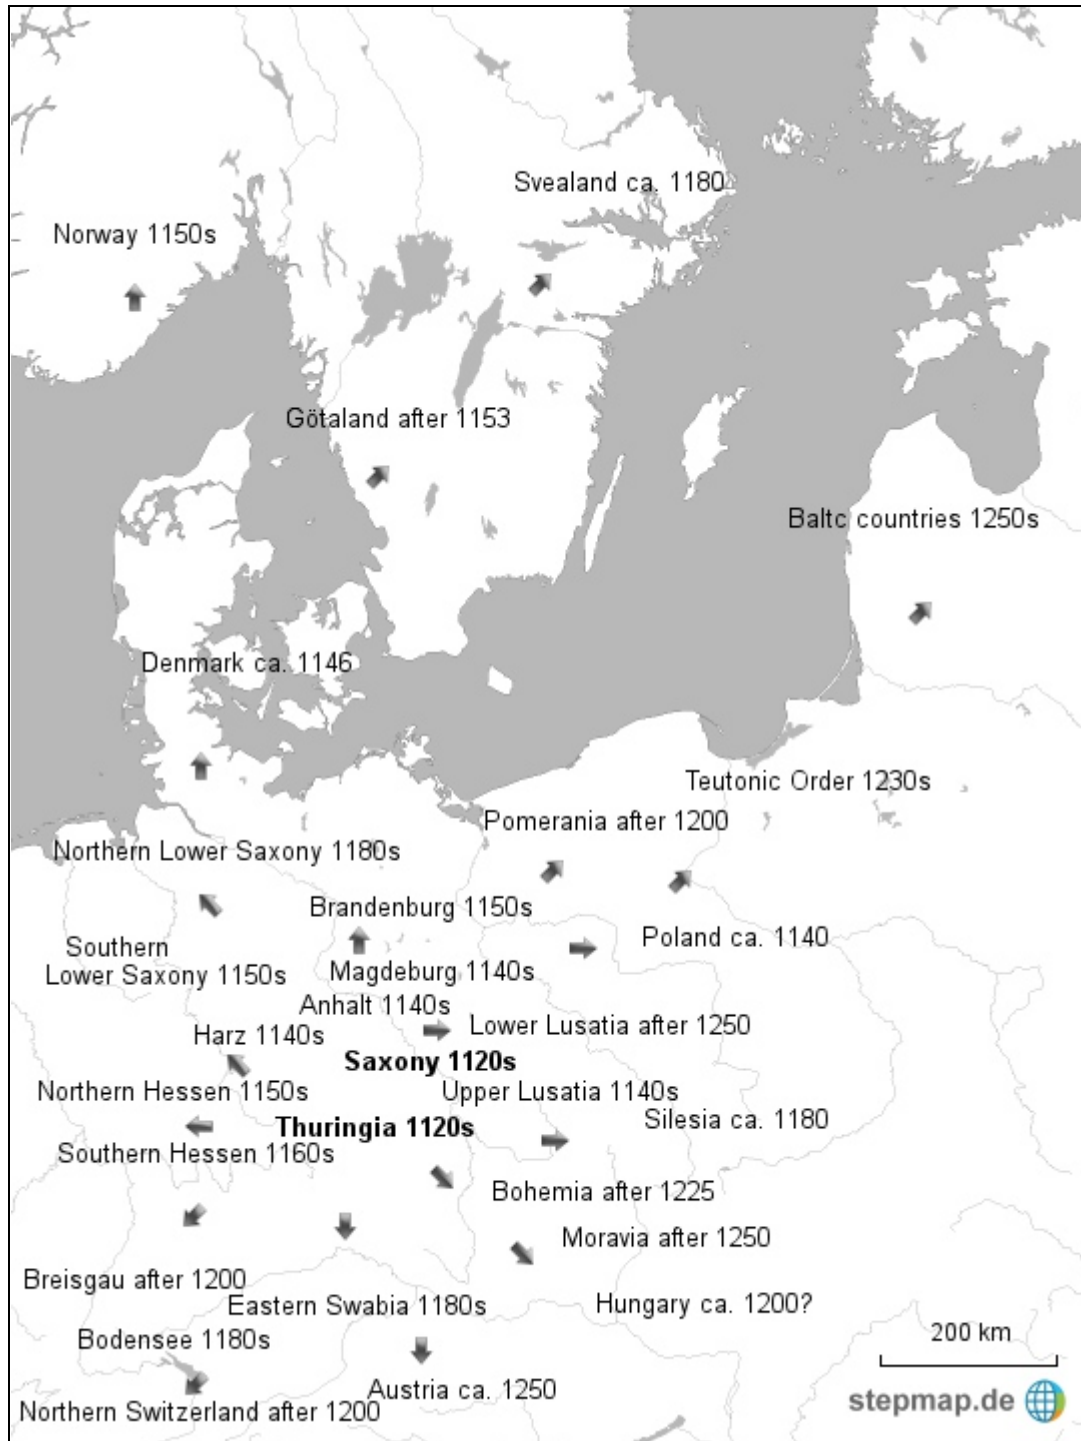 Svealand ca. 1180
Norway 1150s
Götaland after 1153
Baltc countries 1250s
Denmark ca. 1146
Teutonic Order 1230s
Pomerania after 1200
Northern Lower Saxony 1180s
Brandenburg 1150s
Poland ca. 1140
Southern
Lower Saxony 1150s
Magdeburg 1140s
Anhalt 1140s
Lower Lusatia after 1250
Harz 1140s
Saxony 1120s
Northern Hessen 1150s
Upper Lusatia 1140s
Silesia ca. 1180
Thuringia 1120s
Southern Hessen 1160s
Bohemia after 1225
Moravia after 1250
Breisgau after 1200
Eastern Swabia 1180s
Hungary ca. 1200?
Bodensee 1180s
200 km
Austria ca. 1250
stepmap.de
Northern Switzerland after 1200